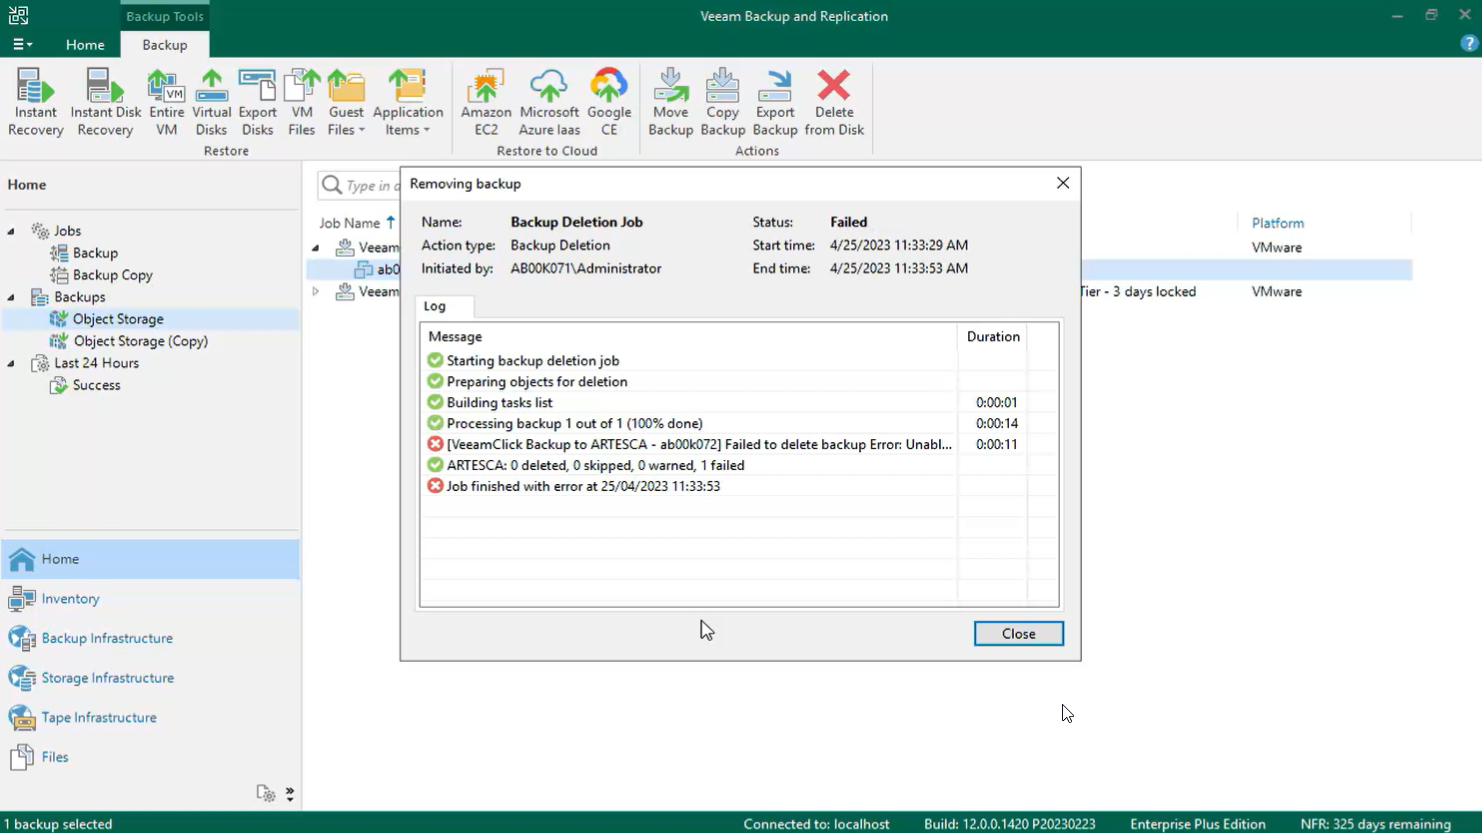 Backup Tools
Veeam Backup and Replication
Home
Backup
Instant Recovery
Instant Disk Recovery
Entire VM
Virtual Disks
Export Disks
VM Files
Guest Files
Application Items
Amazon EC2
Microsoft Azure Iaas
Google CE
Move Backup
Copy Backup
Export Backup
Delete from Disk
Restore
Restore to Cloud
Actions
Home
Type in
Removing backup
Name: Backup Deletion Job Status: Failed
Action type: Backup Deletion Start time: 4/25/2023 11:33:29 AM
Initiated by: AB00K071\Administrator End time: 4/25/2023 11:33:53 AM
Job Name
Platform
Veeam
VMware
ab0
Veeam
Tier - 3 days locked
VMware
Jobs
Backup
Backup Copy
Backups
Object Storage
Object Storage (Copy)
Last 24 Hours
Success
Log
Message Duration
Starting backup deletion job
Preparing objects for deletion
Building tasks list 0:00:01
Processing backup 1 out of 1 (100% done) 0:00:14
[VeeamClick Backup to ARTESCA - ab00k072] Failed to delete backup Error: Unabl... 0:00:11
ARTESCA: 0 deleted, 0 skipped, 0 warned, 1 failed
Job finished with error at 25/04/2023 11:33:53
Close
Home
Inventory
Backup Infrastructure
Storage Infrastructure
Tape Infrastructure
Files
1 backup selected
Connected to: localhost
Build: 12.0.0.1420 P20230223
Enterprise Plus Edition
NFR: 325 days remaining